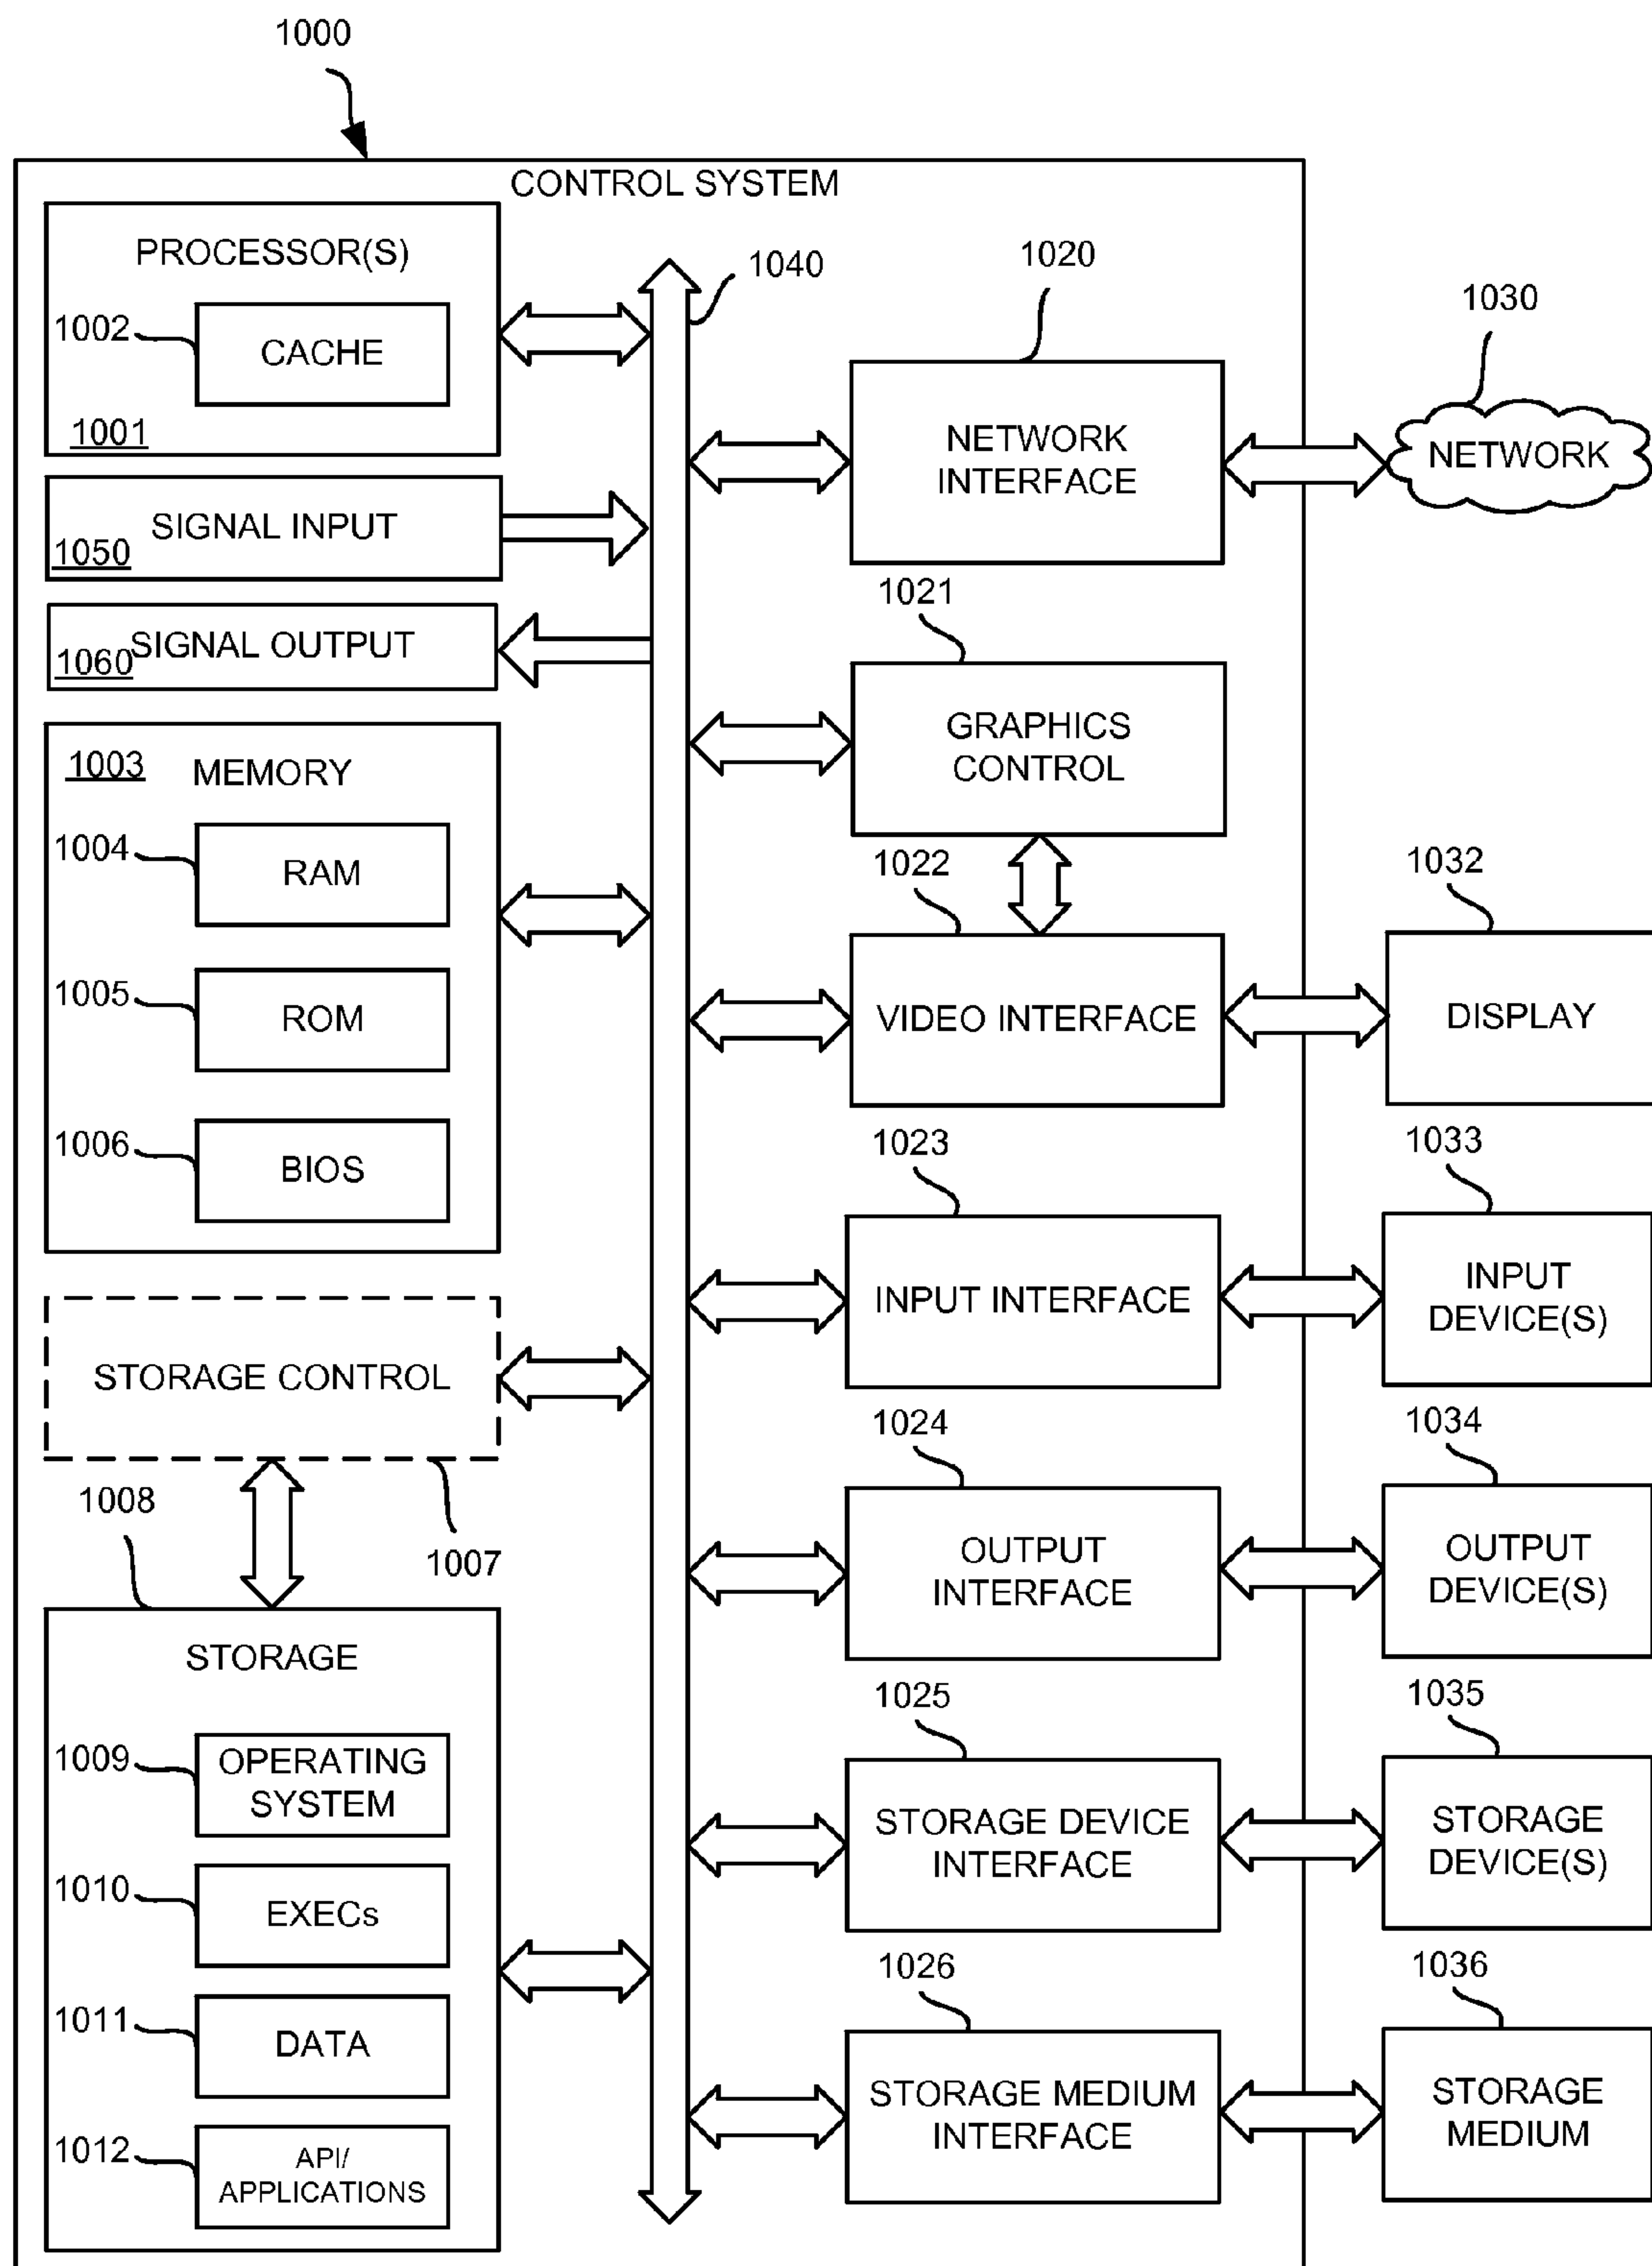 1000
CONTROL SYSTEM
PROCESSOR(S)
1002
CACHE
1001
SIGNAL INPUT
1050
SIGNAL OUTPUT
1060
1003
MEMORY
1004
RAM
1005
ROM
1006
BIOS
STORAGE CONTROL
1007
1008
STORAGE
1009
OPERATING
SYSTEM
1010
EXECs
1011
DATA
1012
API/
APPLICATIONS
1040
1020
NETWORK
INTERFACE
1030
NETWORK
1021
GRAPHICS
CONTROL
1022
VIDEO INTERFACE
1032
DISPLAY
1023
INPUT INTERFACE
1033
INPUT
DEVICE(S)
1024
OUTPUT
INTERFACE
1034
OUTPUT
DEVICE(S)
1025
STORAGE DEVICE
INTERFACE
1035
STORAGE
DEVICE(S)
1026
STORAGE MEDIUM
INTERFACE
1036
STORAGE
MEDIUM